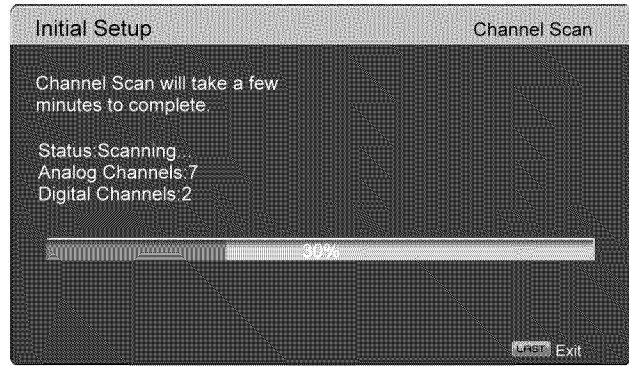 Initial Setup
Channel Scan
Channel Scan will take a few
minutes to complete.
Status:Scanning...
Analog Channels:7
Digital Channels:2
30%
LAST Exit